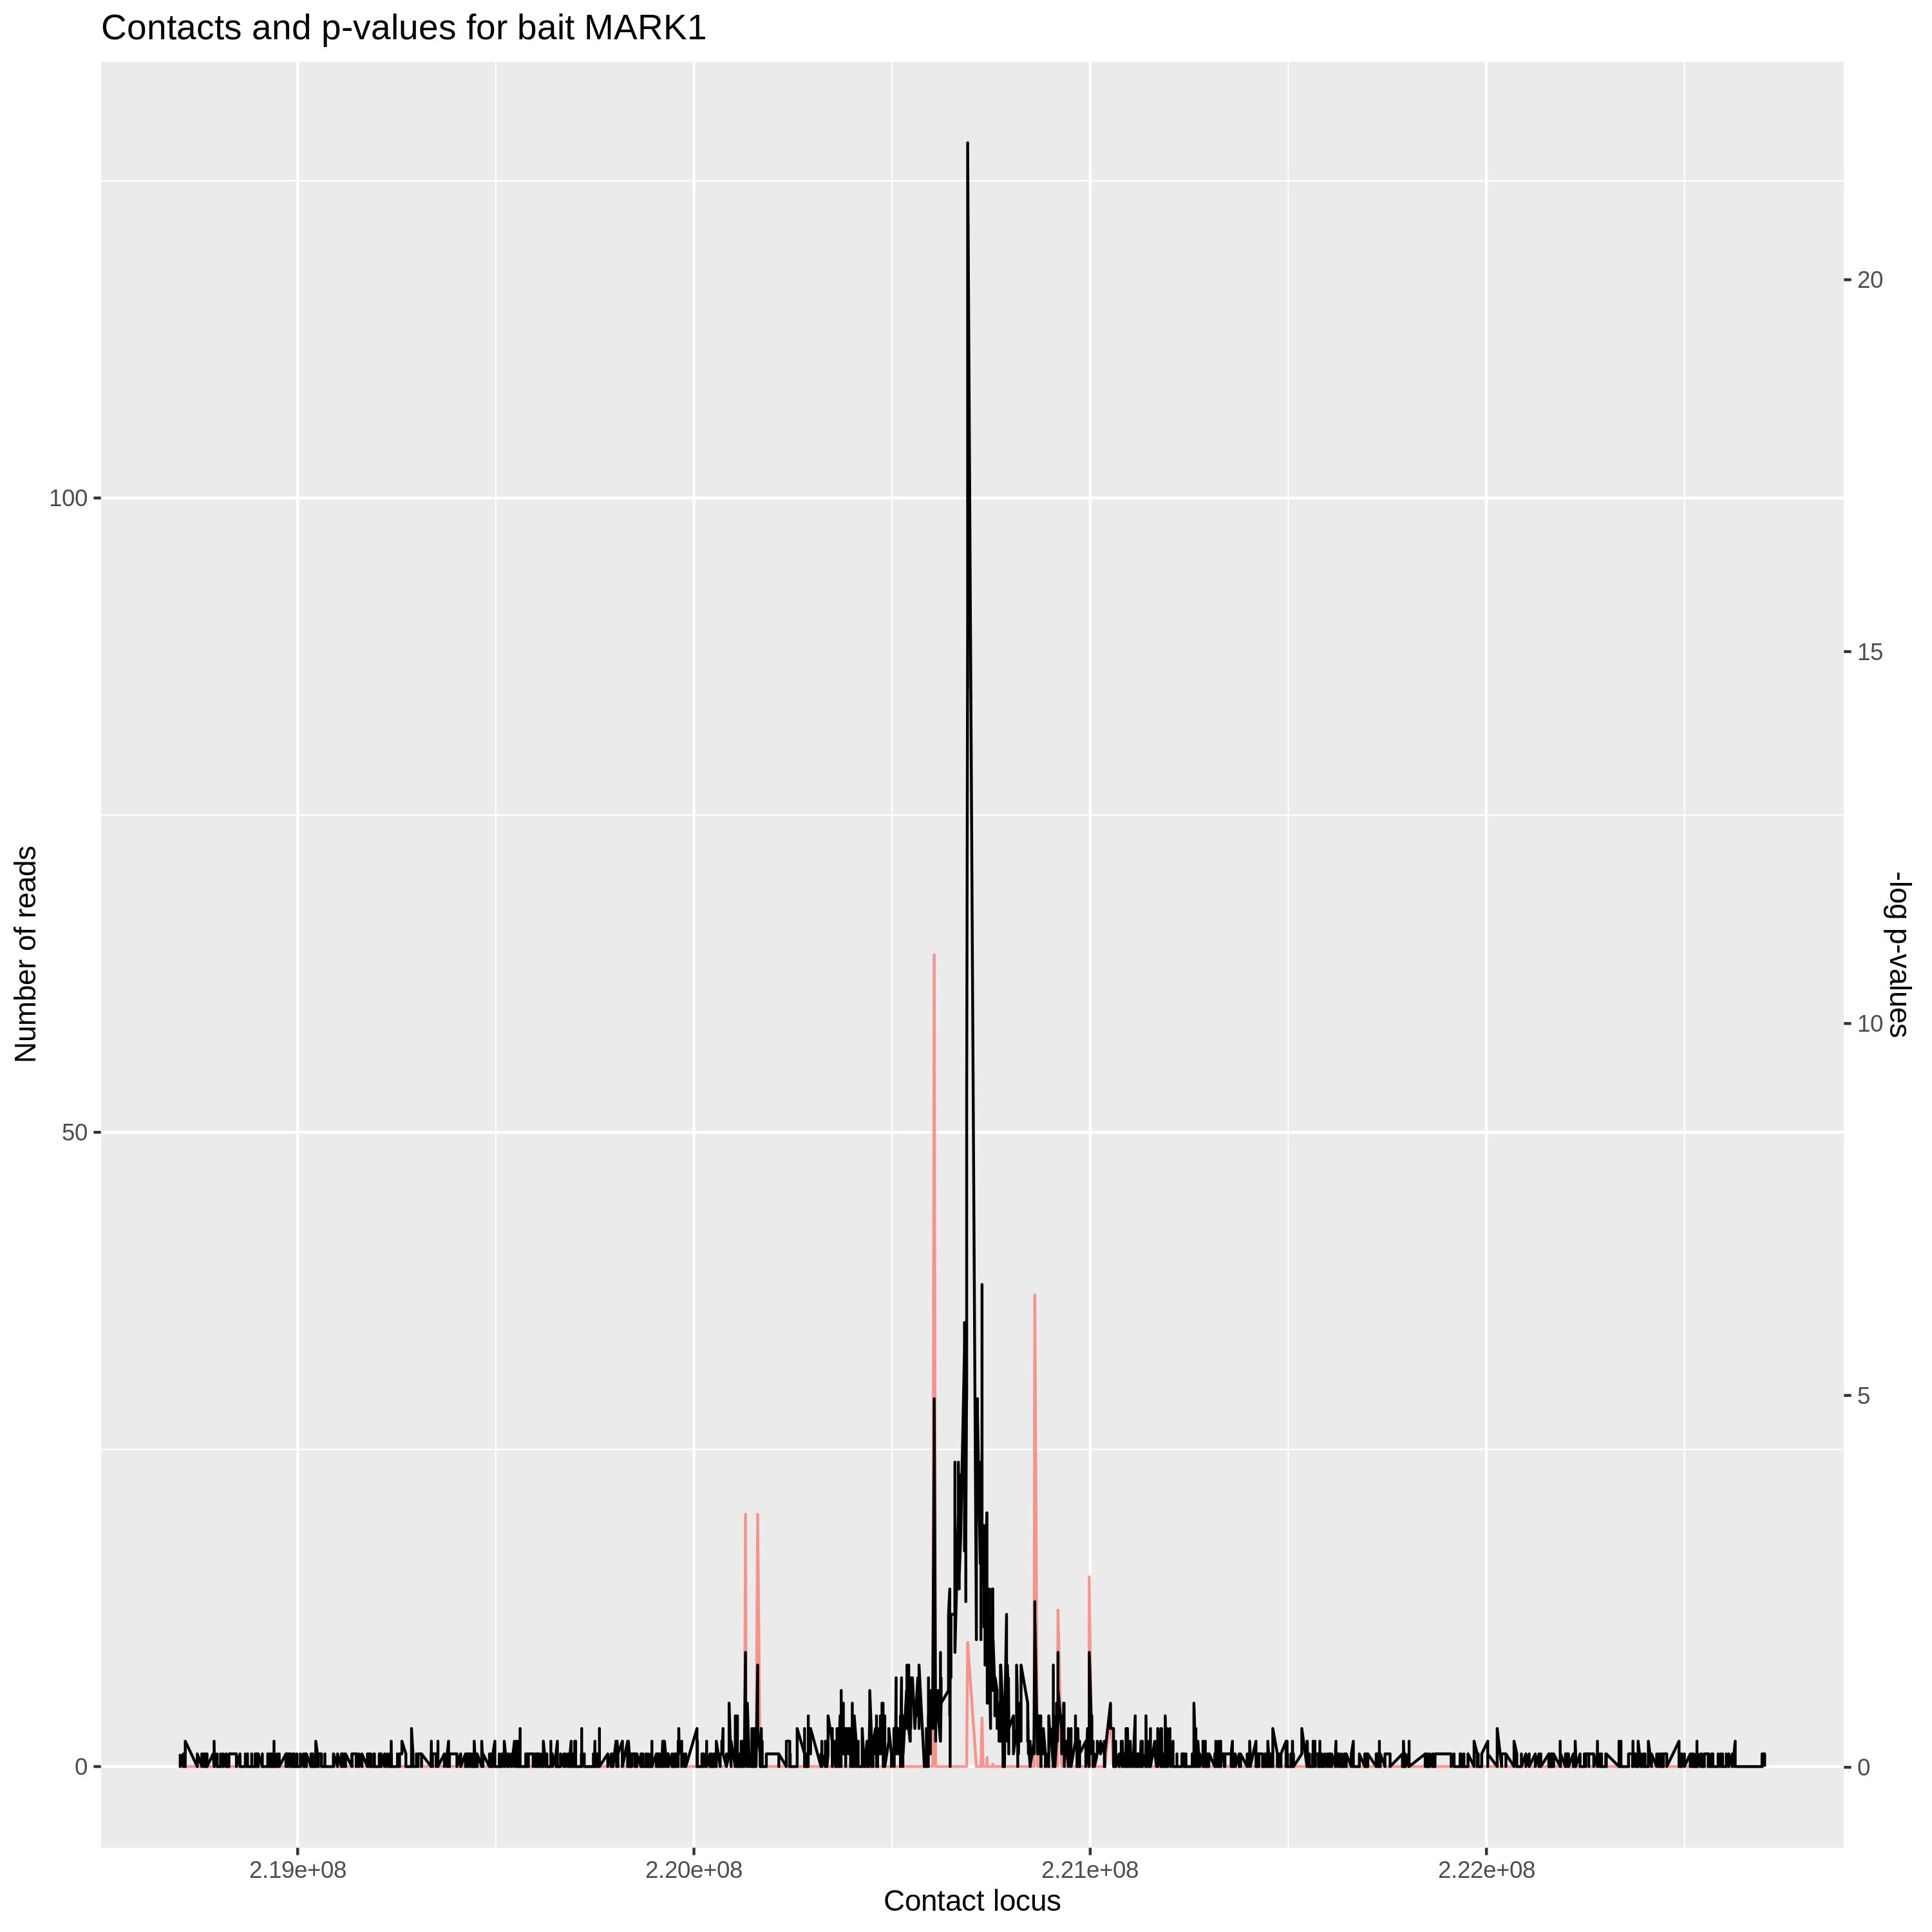 Contacts and p-values for bait MARK1
100
50
0
Number of reads
20
15
10
5
0
-log p-values
2.19e+08
2.20e+08
2.21e+08
2.22e+08
Contact locus